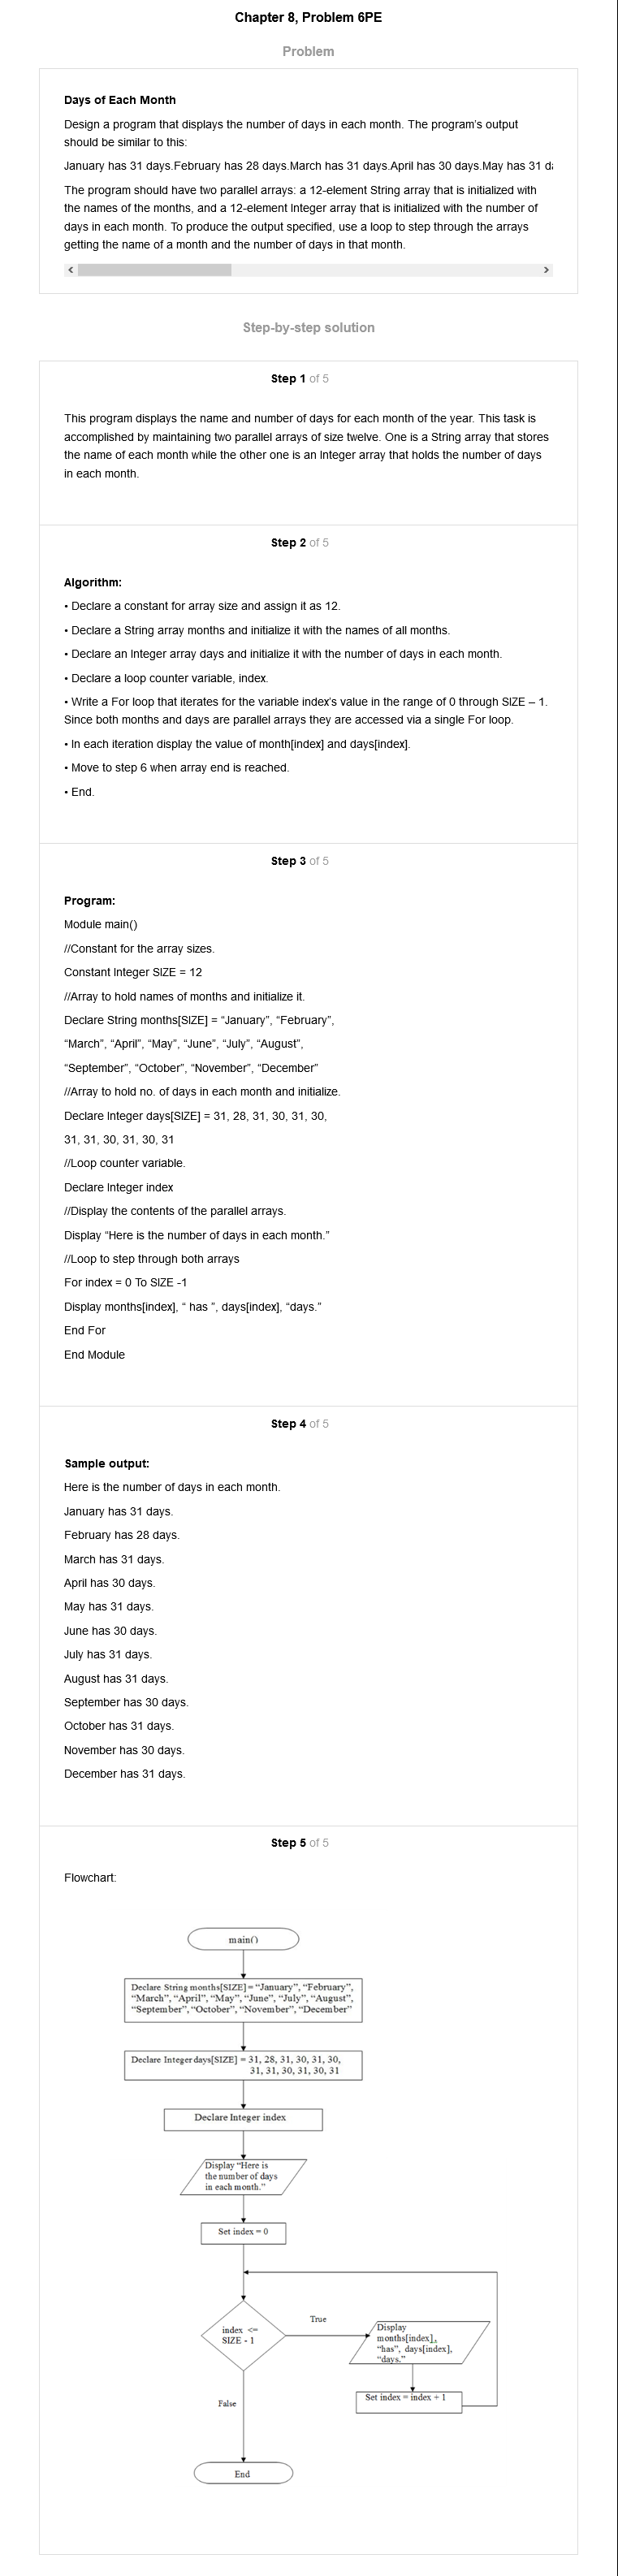 Chapter 8, Problem 6PE
Problem
Days of Each Month
Design a program that displays the number of days in each month. The program's output
should be similar to this:
January has 31 days.February has 28 days.March has 31 days.April has 30 days.May has 31 da
The program should have two parallel arrays: a 12-element String array that is initialized with
the names of the months, and a 12-element Integer array that is initialized with the number of
days in each month. To produce the output specified, use a loop to step through the arrays
getting the name of a month and the number of days in that month.
Step-by-step solution
Step 1 of 5
This program displays the name and number of days for each month of the year. This task is
accomplished by maintaining two parallel arrays of size twelve. One is a String array that stores
the name of each month while the other one is an Integer array that holds the number of days
in each month.
Step 2 of 5
Algorithm:
• Declare a constant for array size and assign it as 12.
• Declare a String array months and initialize it with the names of all months.
• Declare an Integer array days and initialize it with the number of days in each month.
• Declare a loop counter variable, index.
• Write a For loop that iterates for the variable index's value in the range of 0 through SIZE – 1.
Since both months and days are parallel arrays they are accessed via a single For loop.
• In each iteration display the value of month[index] and days[index].
• Move to step 6 when array end is reached.
• End.
Step 3 of 5
Program:
Module main()
//Constant for the array sizes.
Constant Integer SIZE = 12
//Array to hold names of months and initialize it.
Declare String months[SIZE] = “January”, “February”,
“March”, “April”, “May”, “June”, “July”, “August”,
“September”, “October”, “November”, “December”
//Array to hold no. of days in each month and initialize.
Declare Integer days[SIZE] = 31, 28, 31, 30, 31, 30,
31, 31, 30, 31, 30, 31
//Loop counter variable.
Declare Integer index
//Display the contents of the parallel arrays.
Display “Here is the number of days in each month.”
//Loop to step through both arrays
For index = 0 To SIZE -1
Display months[index], “ has ”, days[index], “days.”
End For
End Module
Step 4 of 5
Sample output:
Here is the number of days in each month.
January has 31 days.
February has 28 days.
March has 31 days.
April has 30 days.
May has 31 days.
June has 30 days.
July has 31 days.
August has 31 days.
September has 30 days.
October has 31 days.
November has 30 days.
December has 31 days.
Step 5 of 5
Flowchart:
main()
Declare String months[SIZE] = “January”, “February”,
“March”, “April”, “May”, “June”, “July”, “August”,
“September”, “October”, “November”, “December”
Declare Integer days[SIZE] = 31, 28, 31, 30, 31, 30,
31, 31, 30, 31, 30, 31
Declare Integer index
Display “Here is
the number of days
in each month.”
Set index = 0
index <=
SIZE - 1
True
Display
months[index],
“has”, days[index],
“days.”
Set index = index + 1
False
End